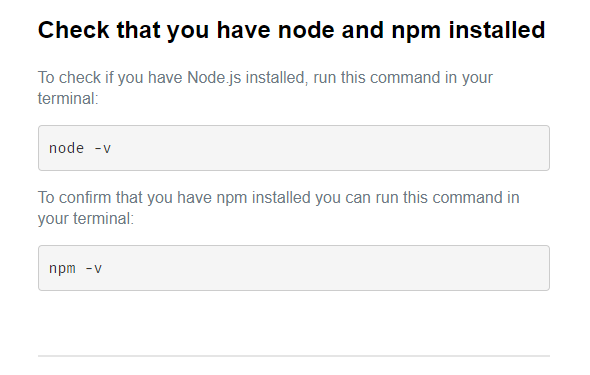 Check that you have node and npm installed
To check if you have Node.js installed, run this command in your
terminal:
node -v
To confirm that you have npm installed you can run this command in
your terminal:
npm -v